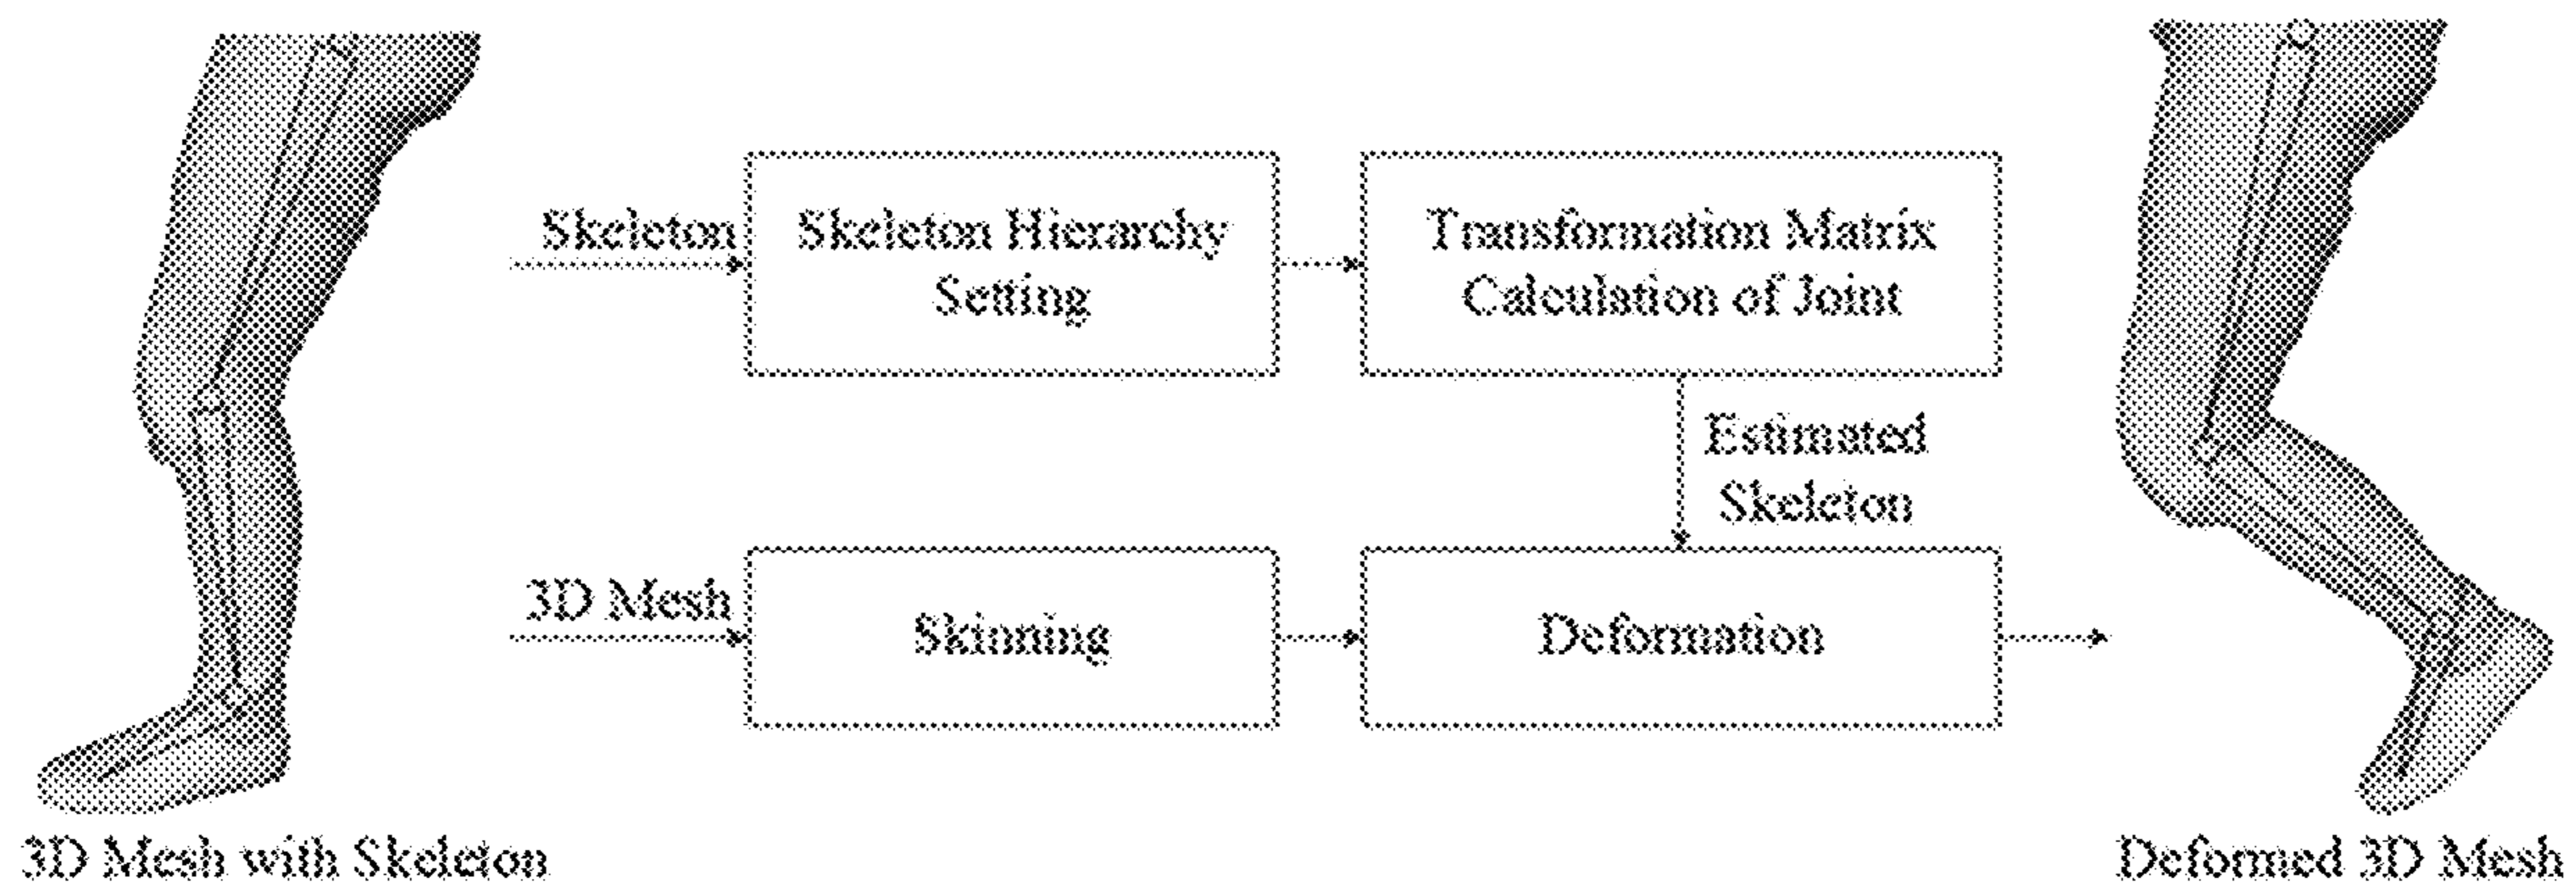 Skeleton
Skeleton Hierarchy
Setting
Transformation Matrix
Calculation of Joint
Estimated
Skeleton
3D Mesh
Skinning
Deformation
3D Mesh with Skeleton
Deformed 3D Mesh